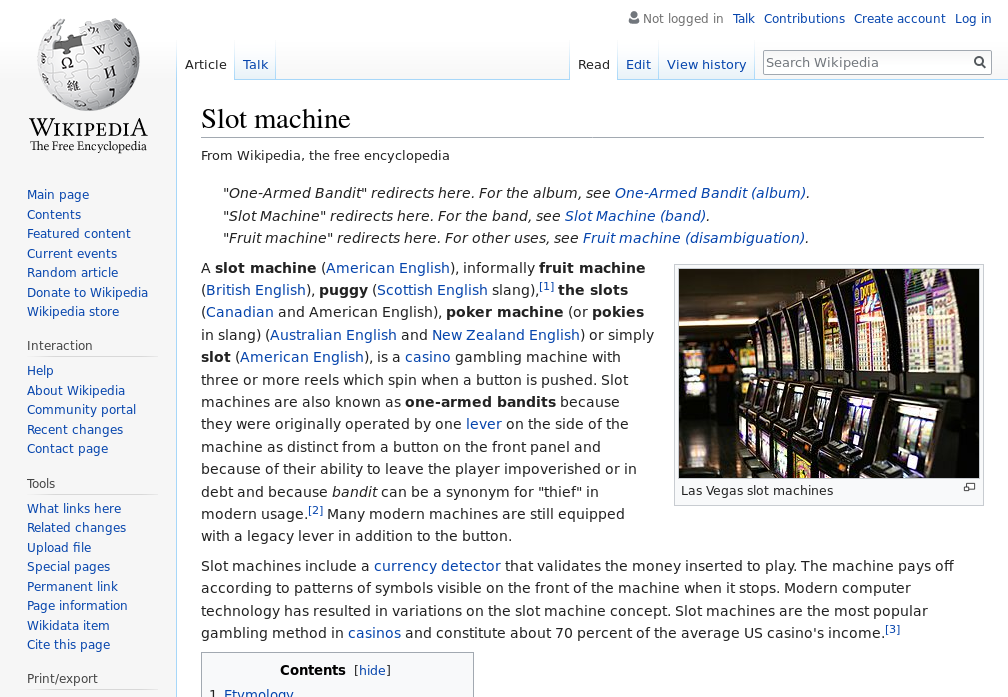 Not logged in Talk Contributions Create account Log in
Article Talk Read Edit View history Search Wikipedia
WIKIPEDIA
The Free Encyclopedia
Main page
Contents
Featured content
Current events
Random article
Donate to Wikipedia
Wikipedia store
Interaction
Help
About Wikipedia
Community portal
Recent changes
Contact page
Tools
What links here
Related changes
Upload file
Special pages
Permanent link
Page information
Wikidata item
Cite this page
Print/export
Slot machine
From Wikipedia, the free encyclopedia
"One-Armed Bandit" redirects here. For the album, see One-Armed Bandit (album).
"Slot Machine" redirects here. For the band, see Slot Machine (band).
"Fruit machine" redirects here. For other uses, see Fruit machine (disambiguation).
A slot machine (American English), informally fruit machine
(British English), puggy (Scottish English slang),[1] the slots
(Canadian and American English), poker machine (or pokies
in slang) (Australian English and New Zealand English) or simply
slot (American English), is a casino gambling machine with
three or more reels which spin when a button is pushed. Slot
machines are also known as one-armed bandits because
they were originally operated by one lever on the side of the
machine as distinct from a button on the front panel and
because of their ability to leave the player impoverished or in
debt and because bandit can be a synonym for "thief" in
modern usage.[2] Many modern machines are still equipped
with a legacy lever in addition to the button.
Las Vegas slot machines
Slot machines include a currency detector that validates the money inserted to play. The machine pays off
according to patterns of symbols visible on the front of the machine when it stops. Modern computer
technology has resulted in variations on the slot machine concept. Slot machines are the most popular
gambling method in casinos and constitute about 70 percent of the average US casino's income.[3]
Contents [hide]
1 Etymology